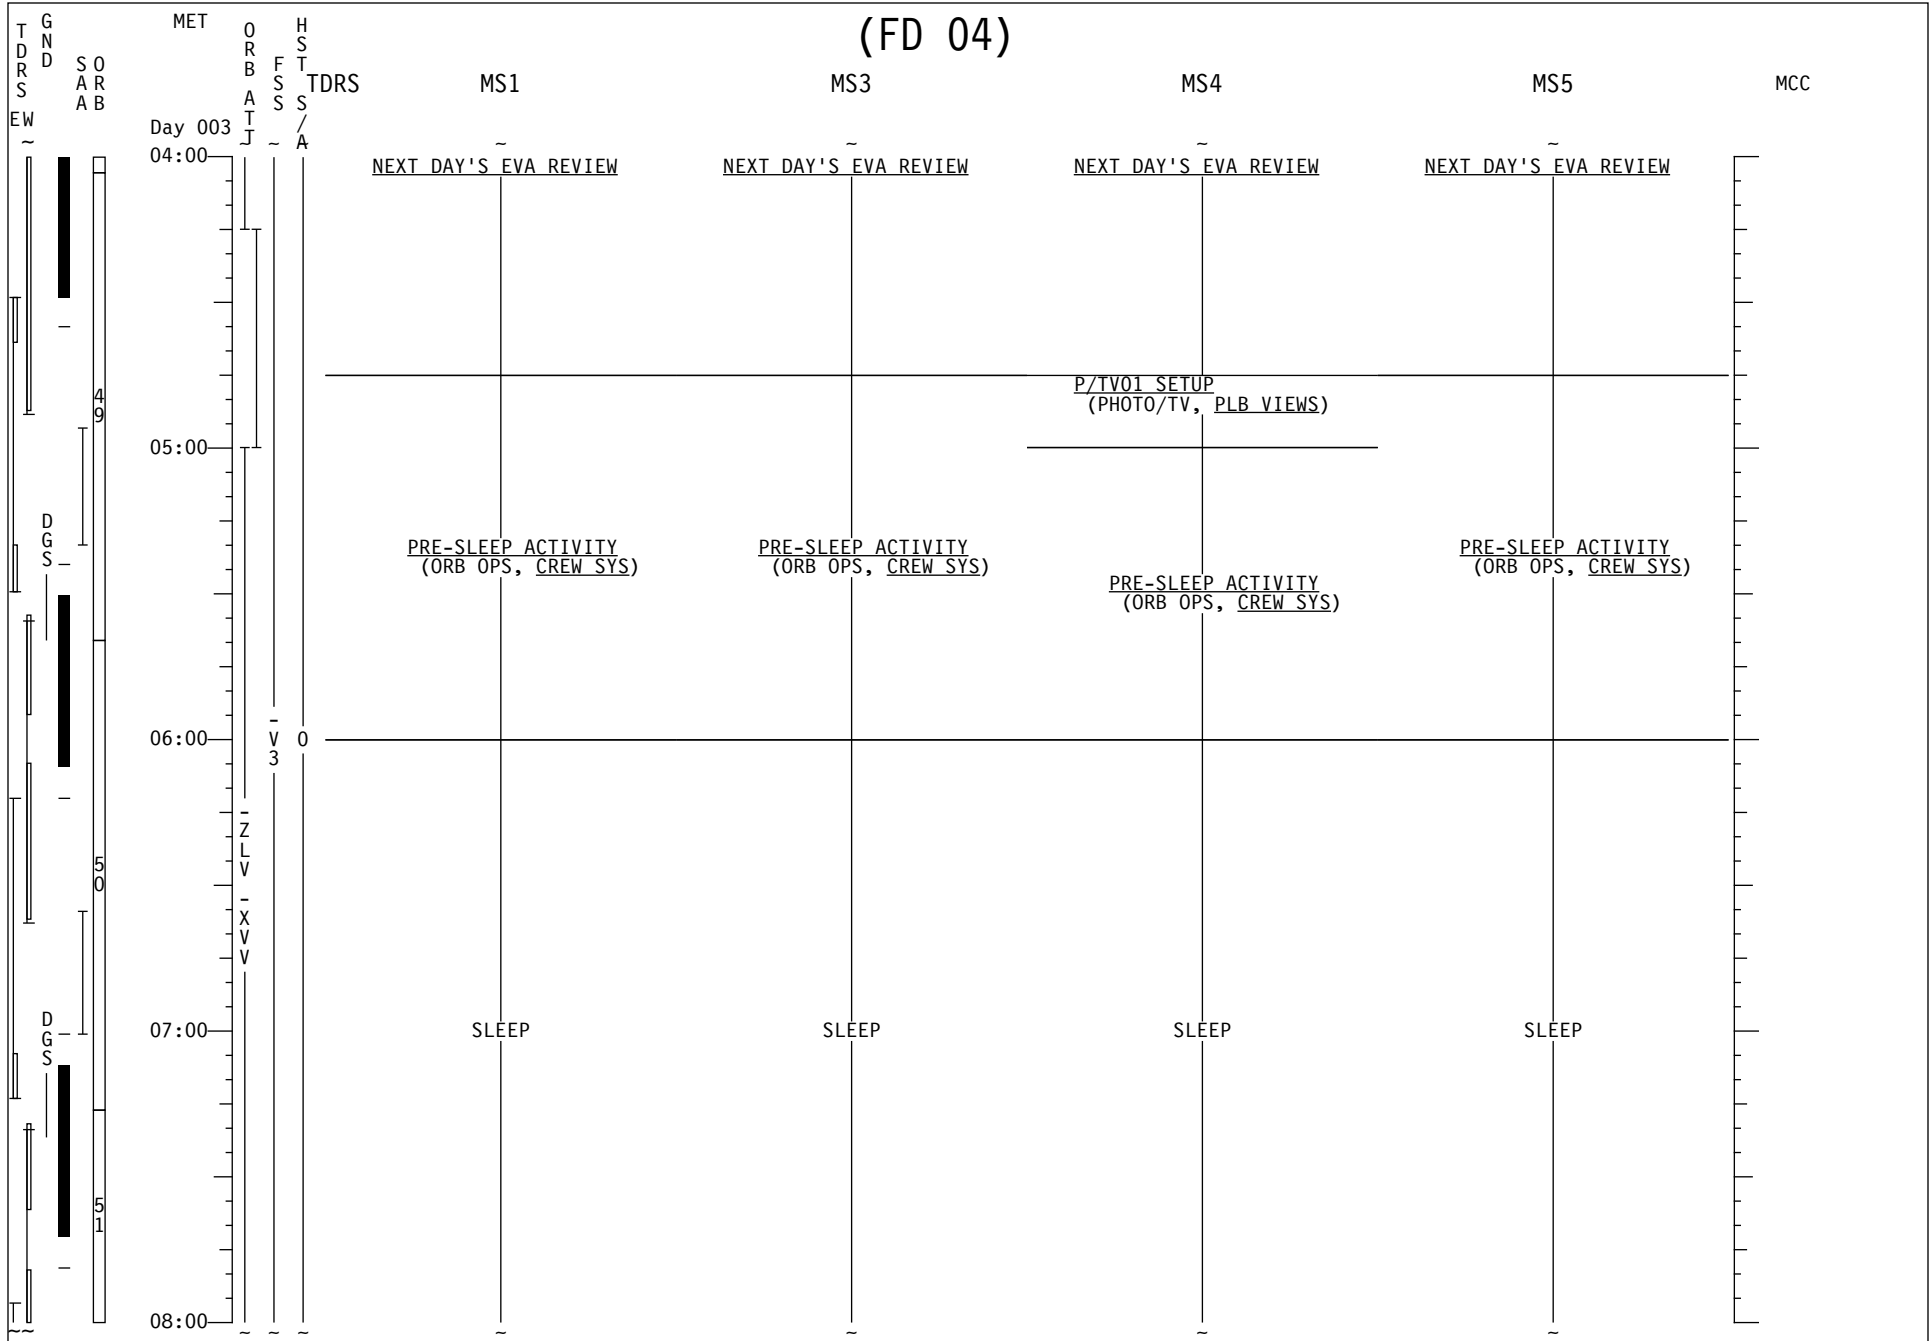 (FD 04)
TDRS
EW
GND
SAA
ORB
MET
Day 003
ORB ATT
FSS
HST S/A
TDRS
MS1
MS3
MS4
MS5
MCC
~ ~ ~ ~ ~ ~ ~
04:00
NEXT DAY'S EVA REVIEW
NEXT DAY'S EVA REVIEW
NEXT DAY'S EVA REVIEW
NEXT DAY'S EVA REVIEW
P/TV01 SETUP
(PHOTO/TV, PLB VIEWS)
49
05:00
DGS
PRE-SLEEP ACTIVITY
(ORB OPS, CREW SYS)
PRE-SLEEP ACTIVITY
(ORB OPS, CREW SYS)
PRE-SLEEP ACTIVITY
(ORB OPS, CREW SYS)
PRE-SLEEP ACTIVITY
(ORB OPS, CREW SYS)
06:00
-V3
0
-ZLV
-XVV
50
DGS
07:00
SLEEP
SLEEP
SLEEP
SLEEP
51
08:00
~~ ~ ~ ~ ~ ~ ~ ~